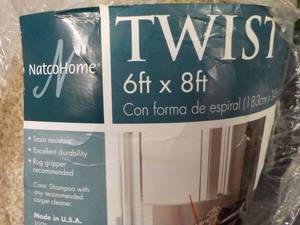 NatcoHome®
TWIST
6ft x 8ft
Con forma de espiral (183cm x
• Stain resistant
• Excellent durability
• Rug gripper
recommended
Care: Shampoo with
any recommended
carpet cleaner.
Made in U.S.A.